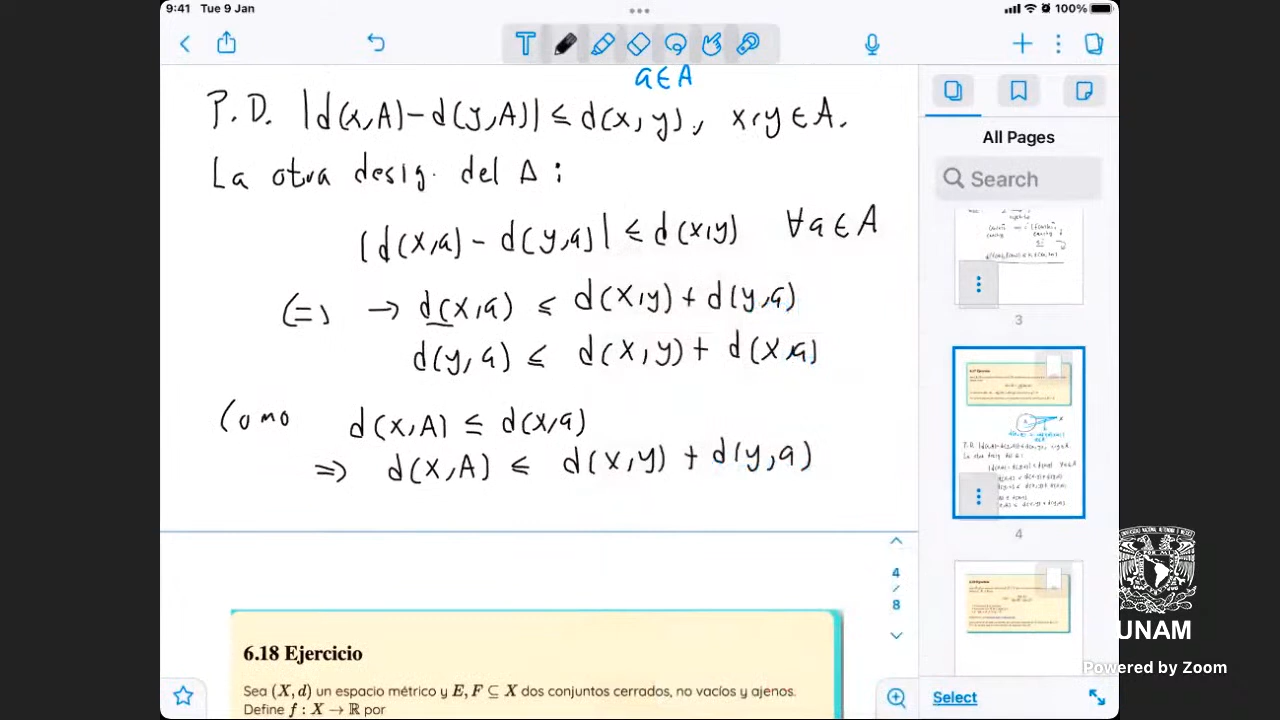 9:41 Tue 9 Jan
100%
a ∈ A
P.D. |d(x,A) - d(y,A)| ≤ d(x,y), x,y ∈ A.
La otra desig. del Δ :
|d(x,a) - d(y,a)| ≤ d(x,y) ∀a ∈ A
(=) → d(x,a) ≤ d(x,y) + d(y,a)
d(y,a) ≤ d(x,y) + d(x,a)
Como d(x,A) ≤ d(x,a)
⇒ d(x,A) ≤ d(x,y) + d(y,a)
4
/
8
6.18 Ejercicio
Sea (X, d) un espacio métrico y E, F ⊆ X dos conjuntos cerrados, no vacíos y ajenos.
Define f : X → ℝ por
All Pages
Search
3
4
Select
UNAM
Powered by Zoom